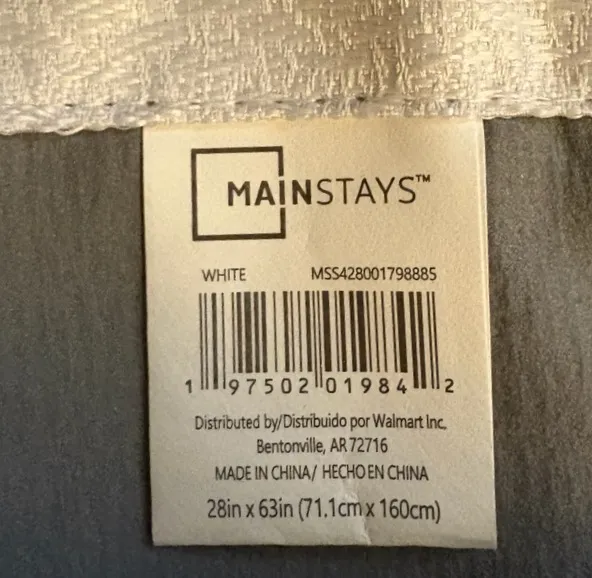 MAINSTAYS™
WHITE MSS428001798885
1 97502 01984 2
Distributed by/Distribuido por Walmart Inc.
Bentonville, AR 72716
MADE IN CHINA/ HECHO EN CHINA
28in x 63in (71.1cm x 160cm)